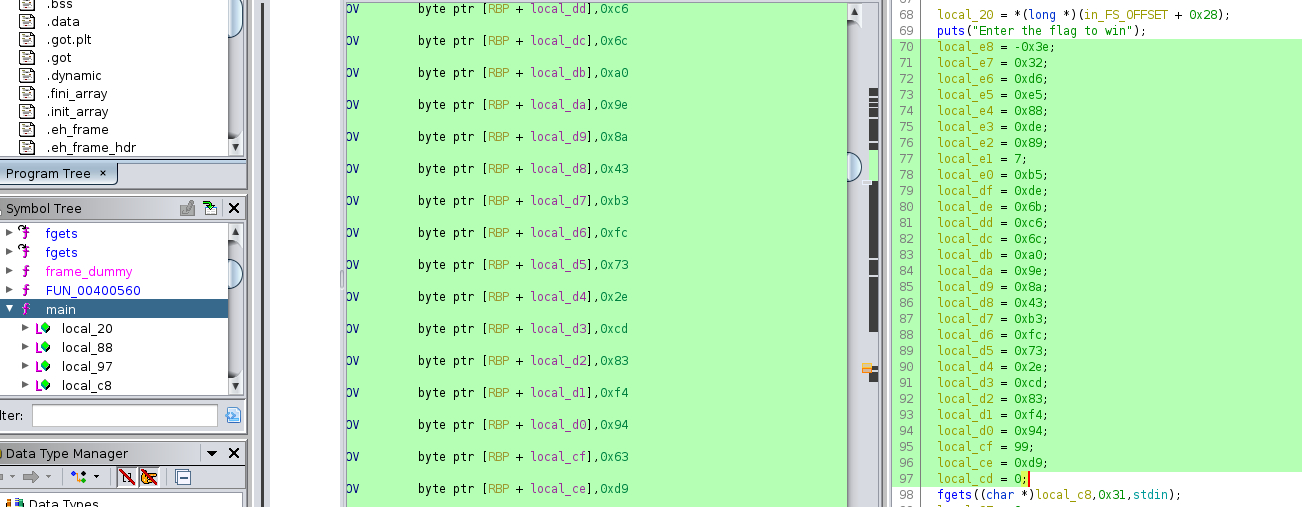 .bss
.data
.got.plt
.got
.dynamic
.fini_array
.init_array
.eh_frame
.eh_frame_hdr
Program Tree ×
Symbol Tree
fgets
fgets
frame_dummy
FUN_00400560
main
local_20
local_88
local_97
local_c8
lter:
Data Type Manager
Data Types
OV byte ptr [RBP + local_dd],0xc6
OV byte ptr [RBP + local_dc],0x6c
OV byte ptr [RBP + local_db],0xa0
OV byte ptr [RBP + local_da],0x9e
OV byte ptr [RBP + local_d9],0x8a
OV byte ptr [RBP + local_d8],0x43
OV byte ptr [RBP + local_d7],0xb3
OV byte ptr [RBP + local_d6],0xfc
OV byte ptr [RBP + local_d5],0x73
OV byte ptr [RBP + local_d4],0x2e
OV byte ptr [RBP + local_d3],0xcd
OV byte ptr [RBP + local_d2],0x83
OV byte ptr [RBP + local_d1],0xf4
OV byte ptr [RBP + local_d0],0x94
OV byte ptr [RBP + local_cf],0x63
OV byte ptr [RBP + local_ce],0xd9
68 local_20 = *(long *)(in_FS_OFFSET + 0x28);
69 puts("Enter the flag to win");
70 local_e8 = -0x3e;
71 local_e7 = 0x32;
72 local_e6 = 0xd6;
73 local_e5 = 0xe5;
74 local_e4 = 0x88;
75 local_e3 = 0xde;
76 local_e2 = 0x89;
77 local_e1 = 7;
78 local_e0 = 0xb5;
79 local_df = 0xde;
80 local_de = 0x6b;
81 local_dd = 0xc6;
82 local_dc = 0x6c;
83 local_db = 0xa0;
84 local_da = 0x9e;
85 local_d9 = 0x8a;
86 local_d8 = 0x43;
87 local_d7 = 0xb3;
88 local_d6 = 0xfc;
89 local_d5 = 0x73;
90 local_d4 = 0x2e;
91 local_d3 = 0xcd;
92 local_d2 = 0x83;
93 local_d1 = 0xf4;
94 local_d0 = 0x94;
95 local_cf = 99;
96 local_ce = 0xd9;
97 local_cd = 0;
98 fgets((char *)local_c8,0x31,stdin);